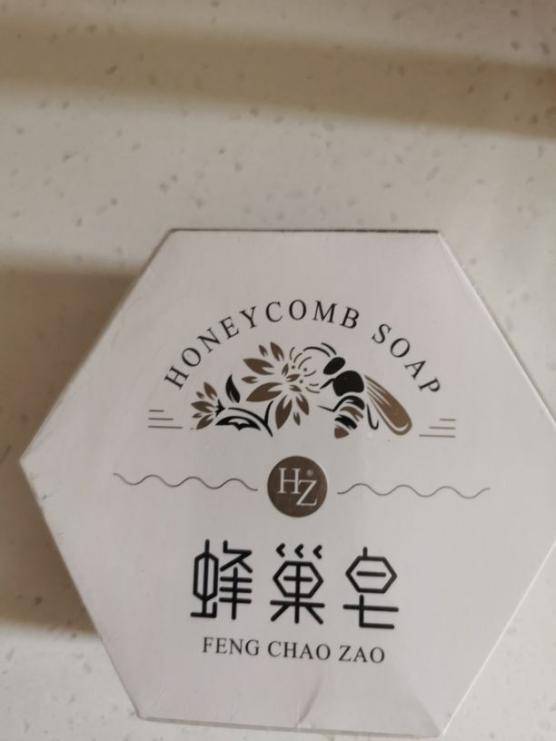 HONEYCOMB SOAP
HZ®
蜂巢皂
FENG CHAO ZAO